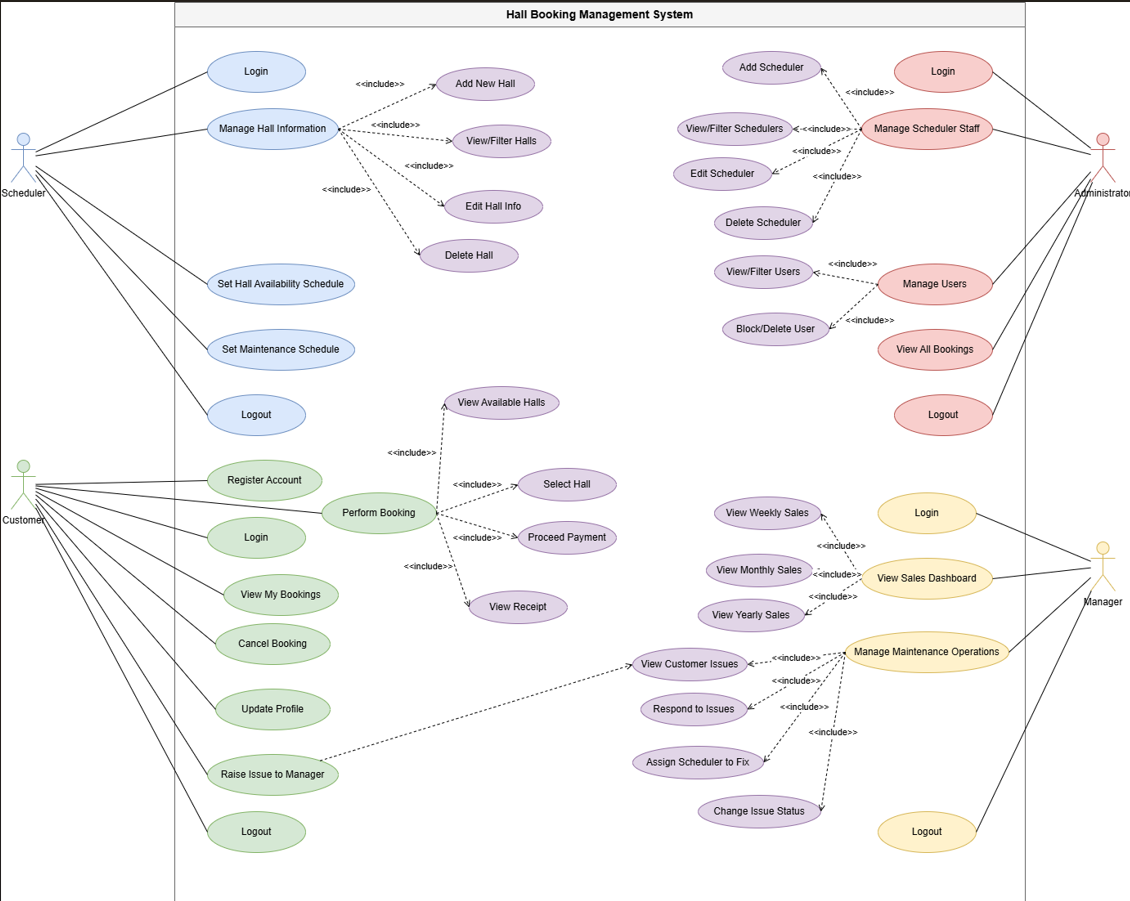 Hall Booking Management System
Login
Manage Hall Information
<<include>>
Add New Hall
<<include>>
View/Filter Halls
<<include>>
Edit Hall Info
<<include>>
Delete Hall
Scheduler
Set Hall Availability Schedule
Set Maintenance Schedule
Logout
Add Scheduler
Login
<<include>>
View/Filter Schedulers
<<include>>
Manage Scheduler Staff
<<include>>
Edit Scheduler
<<include>>
Delete Scheduler
Administrator
View/Filter Users
<<include>>
Manage Users
Block/Delete User
<<include>>
View All Bookings
Logout
View Available Halls
<<include>>
Register Account
<<include>>
Select Hall
Perform Booking
Customer
Login
<<include>>
Proceed Payment
<<include>>
View My Bookings
View Receipt
Cancel Booking
Update Profile
Raise Issue to Manager
Logout
View Weekly Sales
Login
<<include>>
View Monthly Sales
<<include>>
View Sales Dashboard
<<include>>
View Yearly Sales
Manager
View Customer Issues
<<include>>
Manage Maintenance Operations
<<include>>
Respond to Issues
<<include>>
<<include>>
Assign Scheduler to Fix
Change Issue Status
Logout